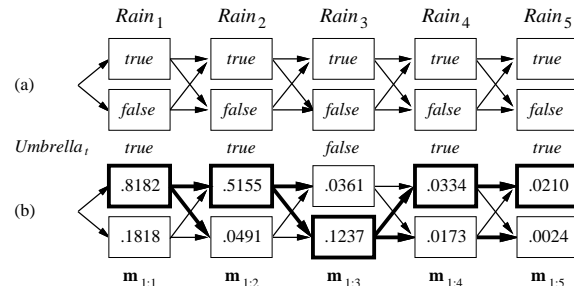 Rain1 Rain2 Rain3 Rain4 Rain5
true true true true true
(a)
false false false false false
Umbrella t true true false true true
.8182 .5155 .0361 .0334 .0210
(b)
.1818 .0491 .1237 .0173 .0024
m1:1 m1:2 m1:3 m1:4 m1:5